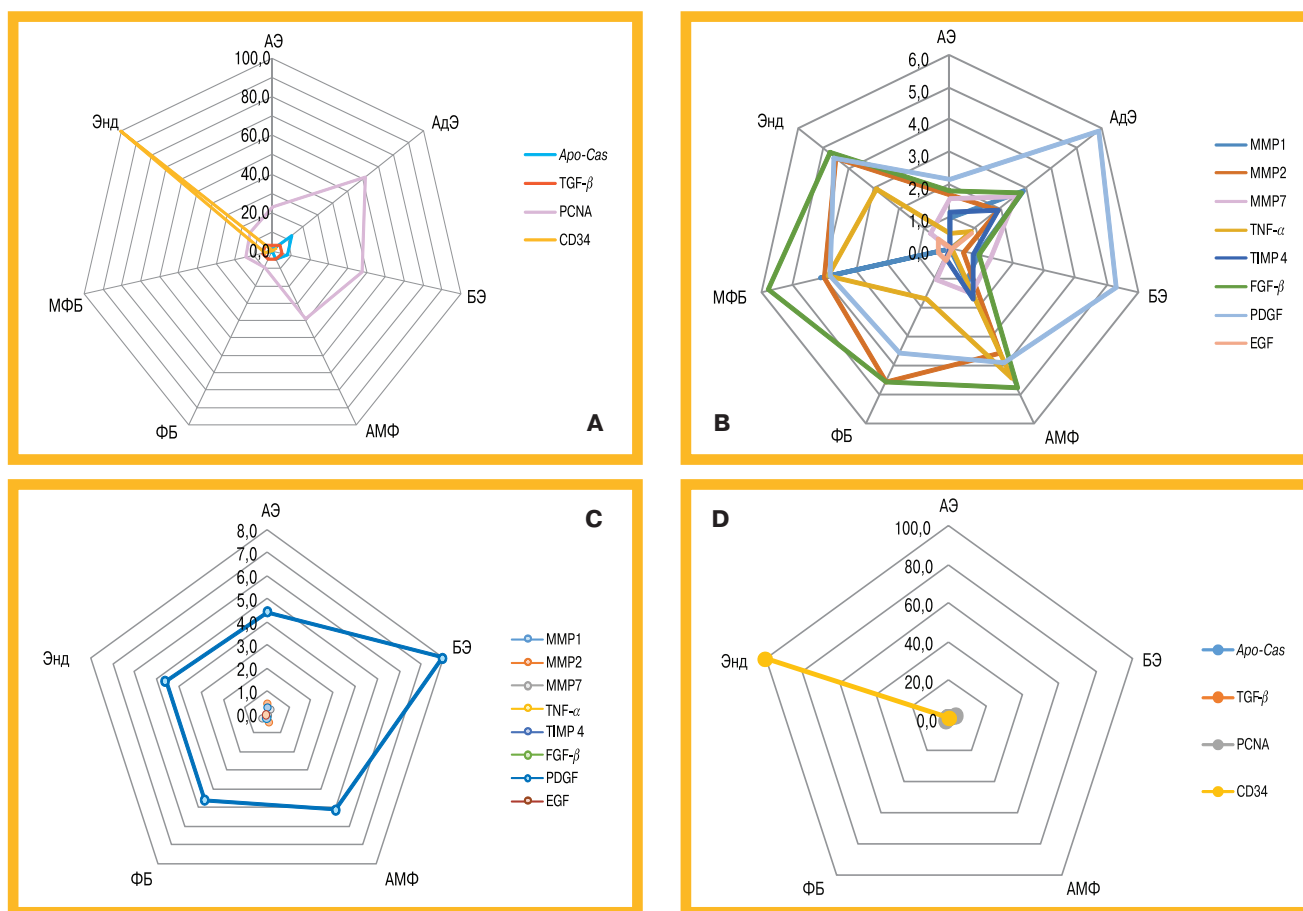 АЭ
100,0
80,0
60,0
40,0
20,0
0,0
АдЭ
БЭ
АМФ
ФБ
МФБ
Энд
Apo-Cas
TGF-β
PCNA
CD34
A
АЭ
6,0
5,0
4,0
3,0
2,0
1,0
0,0
АдЭ
БЭ
АМФ
ФБ
МФБ
Энд
MMP1
MMP2
MMP7
TNF-α
TIMP 4
FGF-β
PDGF
EGF
B
АЭ
8,0
7,0
6,0
5,0
4,0
3,0
2,0
1,0
0,0
БЭ
АМФ
ФБ
Энд
MMP1
MMP2
MMP7
TNF-α
TIMP 4
FGF-β
PDGF
EGF
C
D
АЭ
100,0
80,0
60,0
40,0
20,0
0,0
БЭ
АМФ
ФБ
Энд
Apo-Cas
TGF-β
PCNA
CD34